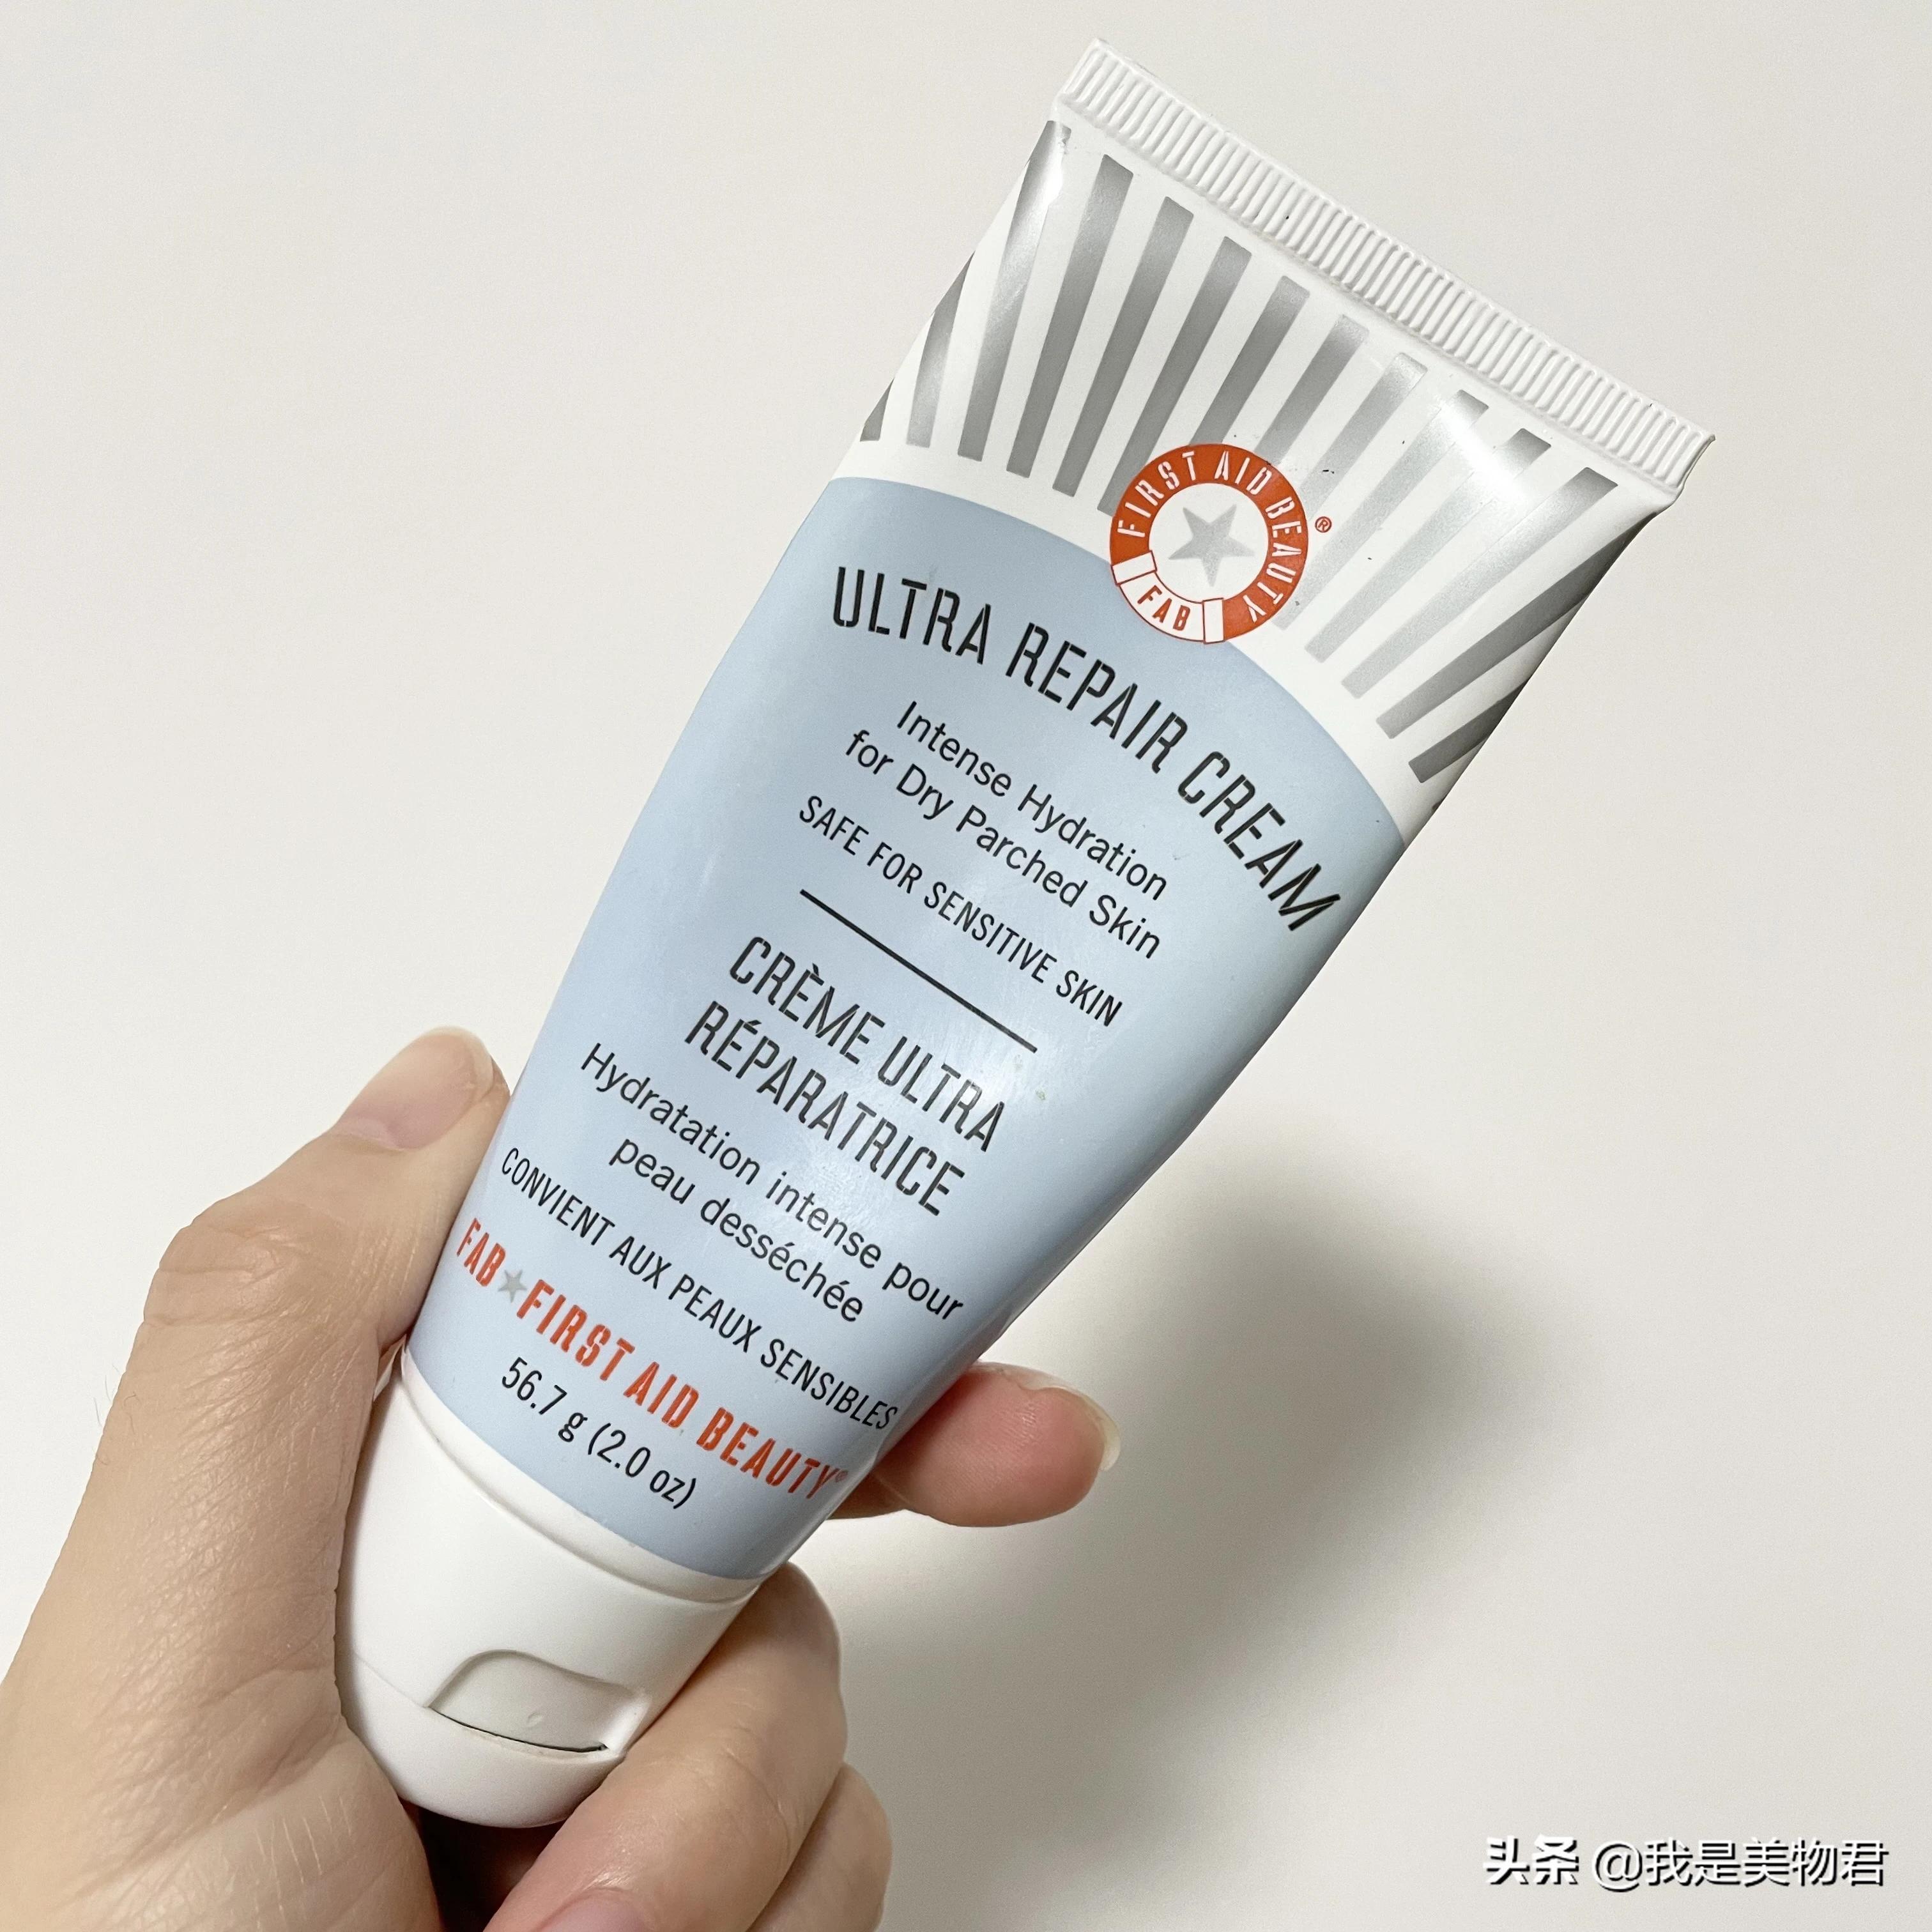 FIRST AID BEAUTY®
FAB
ULTRA REPAIR CREAM
Intense Hydration
for Dry Parched Skin
SAFE FOR SENSITIVE SKIN
CRÈME ULTRA
RÉPARATRICE
Hydratation intense pour
peau desséchée
CONVIENT AUX PEAUX SENSIBLES
FAB★FIRST AID BEAUTY®
56.7 g (2.0 oz)
头条 @我是美物君